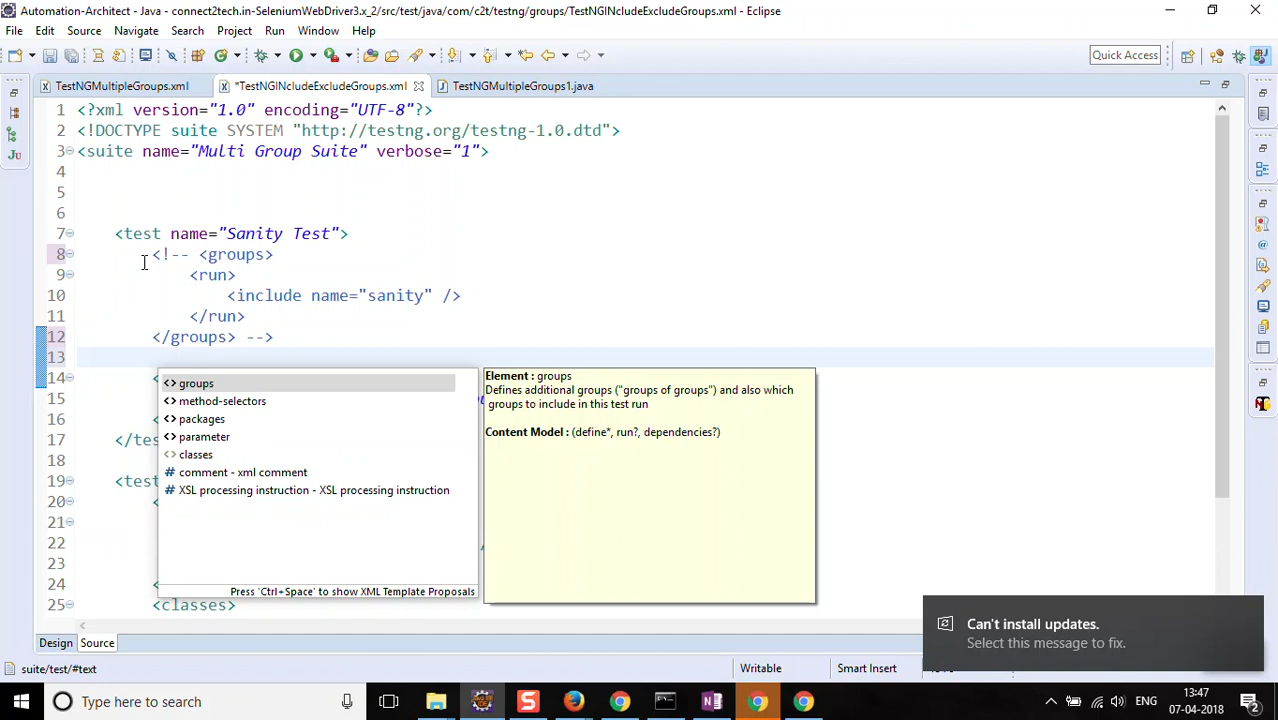 Automation-Architect - Java - connect2tech.in-SeleniumWebDriver3.x_2/src/test/java/com/c2t/testng/groups/TestNGINcludeExcludeGroups.xml - Eclipse
File Edit Source Navigate Search Project Run Window Help
Quick Access
TestNGMultipleGroups.xml *TestNGINcludeExcludeGroups.xml TestNGMultipleGroups1.java
1 <?xml version="1.0" encoding="UTF-8"?>
2 <!DOCTYPE suite SYSTEM "http://testng.org/testng-1.0.dtd">
3 <suite name="Multi Group Suite" verbose="1">
4
5
6
7 <test name="Sanity Test">
8 <!-- <groups>
9 <run>
10 <include name="sanity" />
11 </run>
12 </groups> -->
13
14 <
15
16 <
17 </tes
18
19 <test
20 <
21
22 /
23
24 <
25 <classes>
<> groups
<> method-selectors
<> packages
<> parameter
<> classes
# comment - xml comment
# XSL processing instruction - XSL processing instruction
Press 'Ctrl+Space' to show XML Template Proposals
Element : groups
Defines additional groups ("groups of groups") and also which
groups to include in this test run
Content Model : (define*, run?, dependencies?)
Can't install updates.
Select this message to fix.
Design Source
suite/test/#text Writable Smart Insert
Type here to search
ENG
13:47
07-04-2018
2